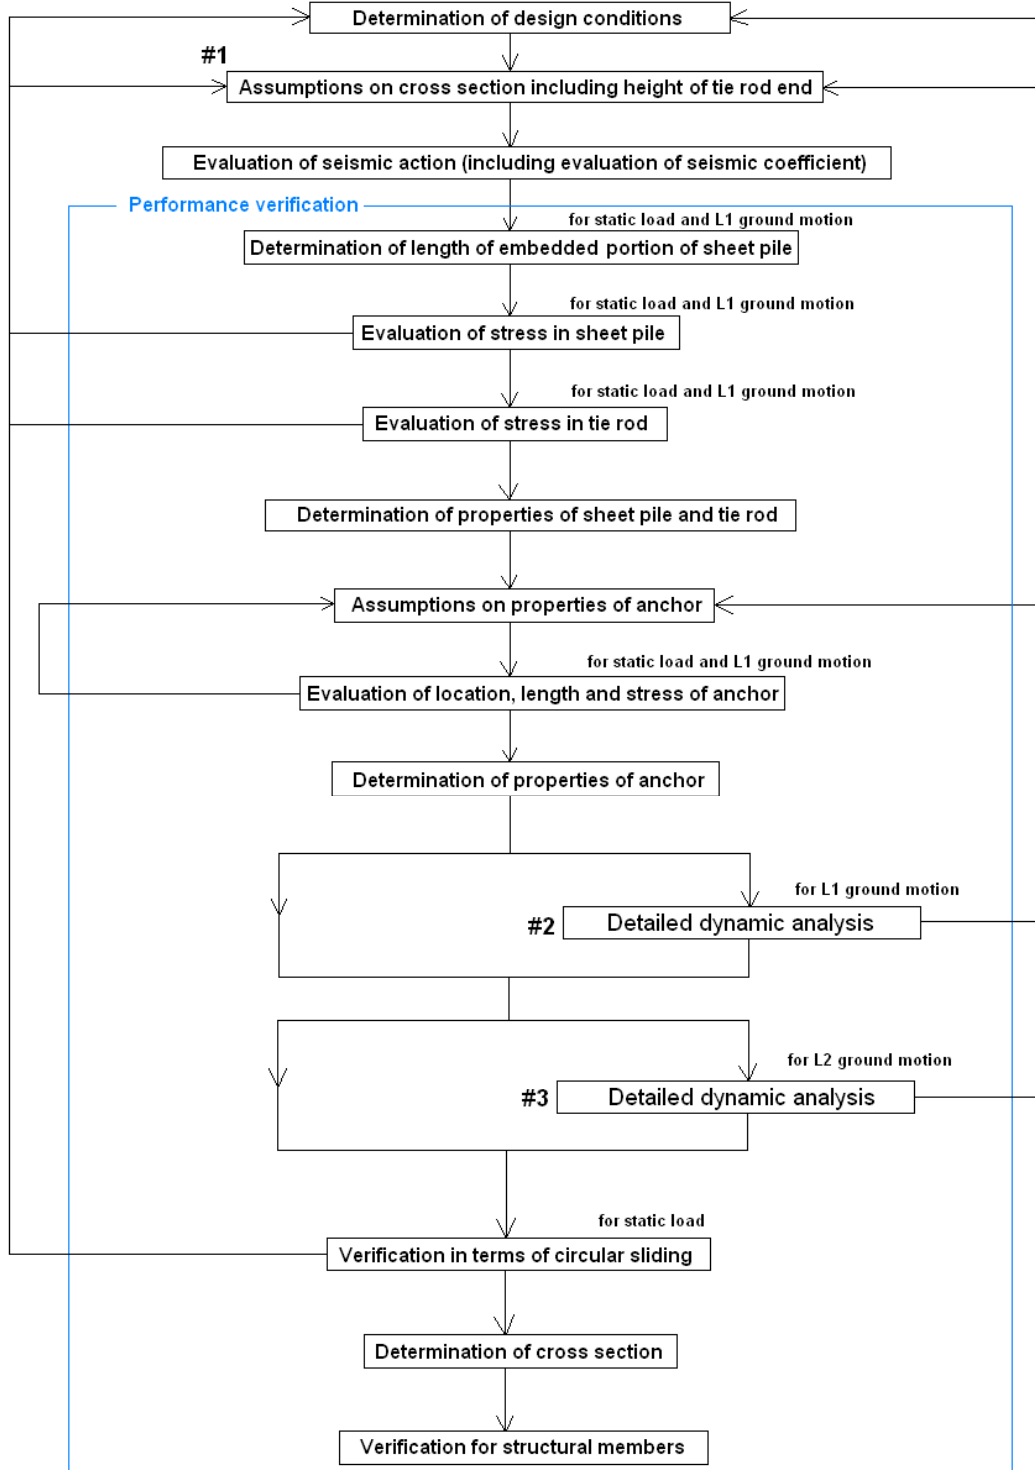 Determination of design conditions
#1
Assumptions on cross section including height of tie rod end
Evaluation of seismic action (including evaluation of seismic coefficient)
Performance verification
for static load and L1 ground motion
Determination of length of embedded portion of sheet pile
for static load and L1 ground motion
Evaluation of stress in sheet pile
for static load and L1 ground motion
Evaluation of stress in tie rod
Determination of properties of sheet pile and tie rod
Assumptions on properties of anchor
for static load and L1 ground motion
Evaluation of location, length and stress of anchor
Determination of properties of anchor
for L1 ground motion
#2 Detailed dynamic analysis
for L2 ground motion
#3 Detailed dynamic analysis
for static load
Verification in terms of circular sliding
Determination of cross section
Verification for structural members